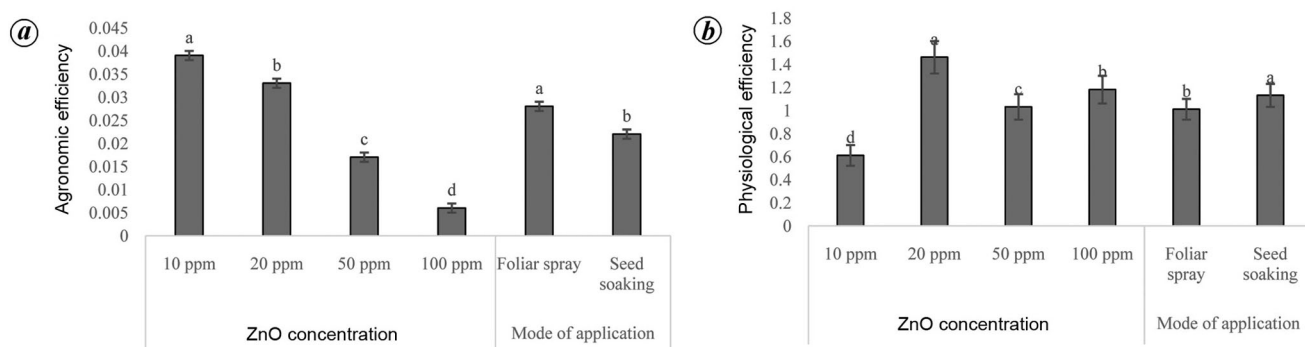 a
Agronomic efficiency
0.045
0.04
0.035
0.03
0.025
0.02
0.015
0.01
0.005
0
a
b
c
d
a
b
10 ppm
20 ppm
50 ppm
100 ppm
Foliar spray
Seed
soaking
ZnO concentration
Mode of application
b
Physiological efficiency
1.8
1.6
1.4
1.2
1
0.8
0.6
0.4
0.2
0
d
a
c
b
b
a
10 ppm
20 ppm
50 ppm
100 ppm
Foliar
spray
Seed
soaking
ZnO concentration
Mode of application